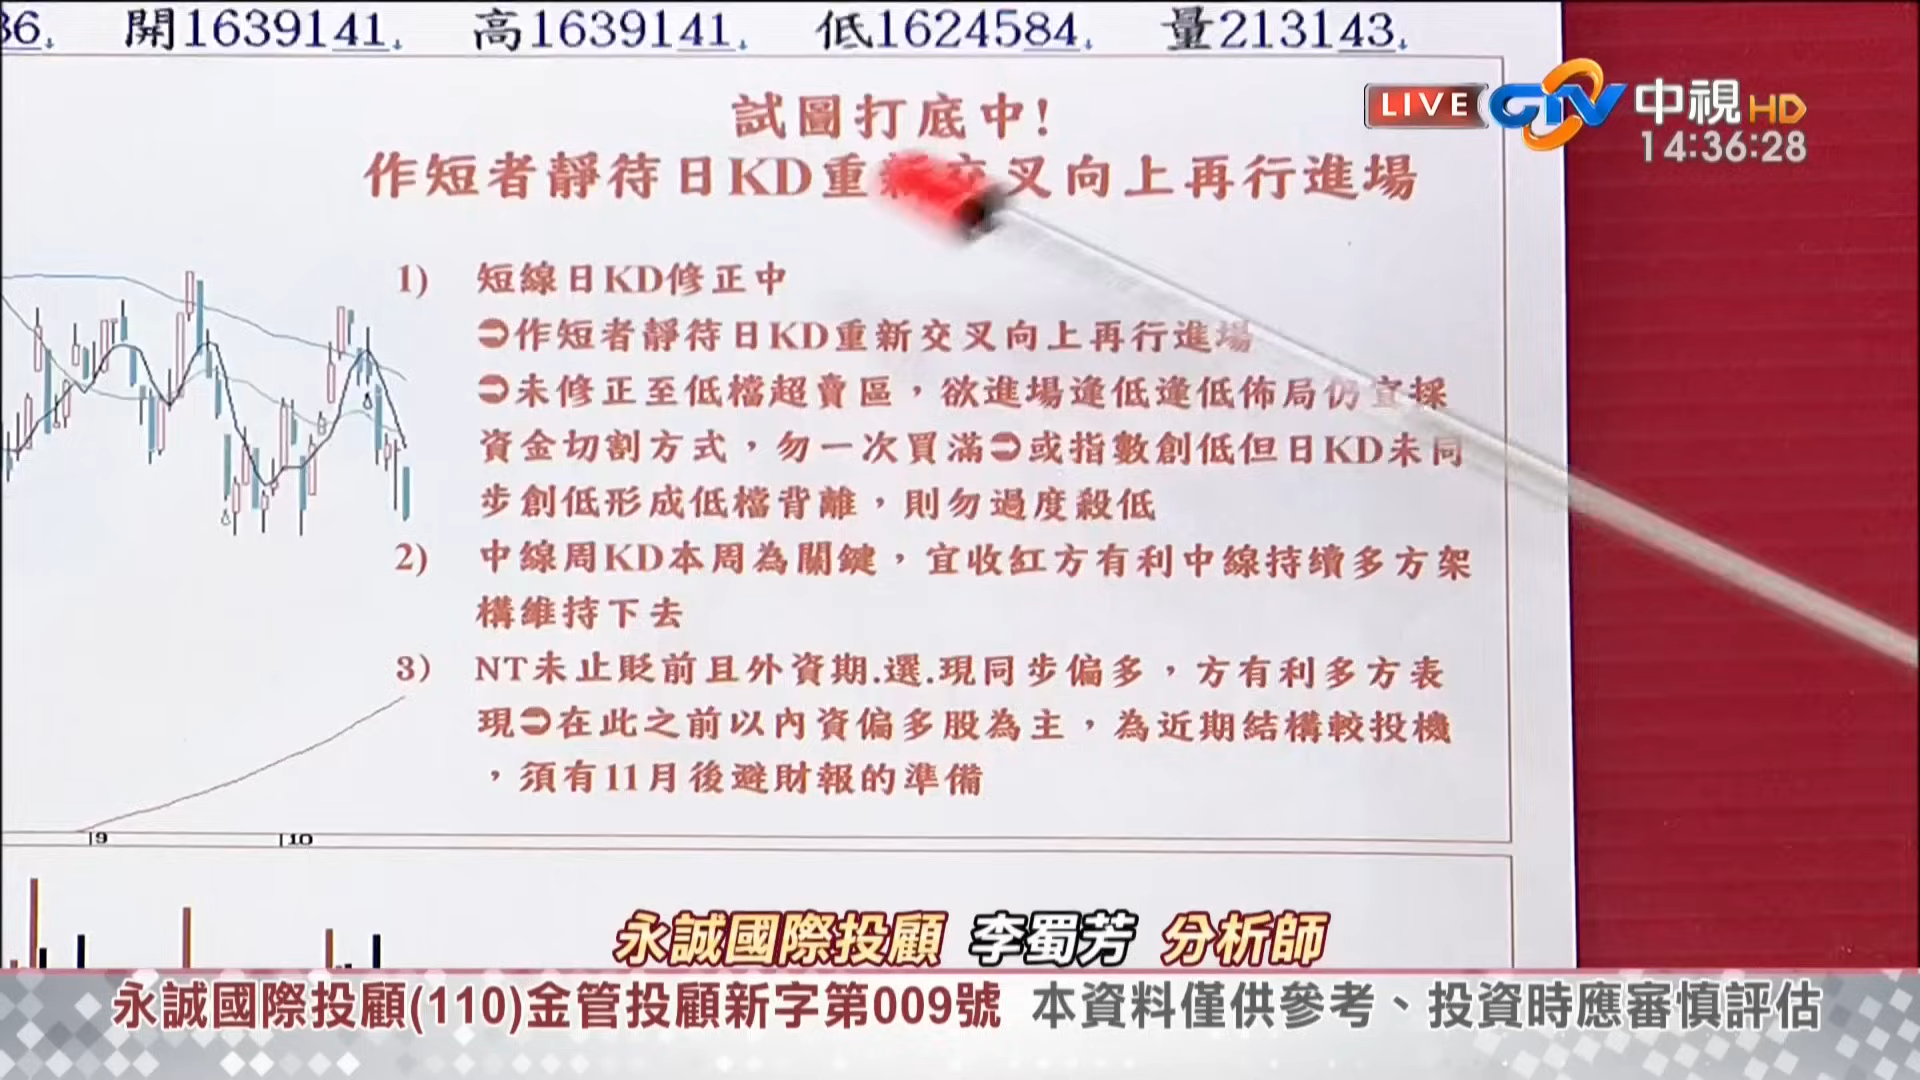 36↓ 開1639141↓ 高1639141↓ 低1624584↓ 量213143↓
LIVE CTV 中視HD
14:36:28
試圖打底中!
作短者靜待日KD重新交叉向上再行進場
1) 短線日KD修正中
➲作短者靜待日KD重新交叉向上再行進場
➲未修正至低檔超賣區,欲進場逢低逢低佈局仍宜採
資金切割方式,勿一次買滿➲或指數創低但日KD未同
步創低形成低檔背離,則勿過度殺低
2) 中線周KD本周為關鍵,宜收紅方有利中線持續多方架
構維持下去
3) NT未止貶前且外資期.選.現同步偏多,方有利多方表
現➲在此之前以內資偏多股為主,為近期結構較投機
,須有11月後避財報的準備
9 10
永誠國際投顧 李蜀芳 分析師
永誠國際投顧(110)金管投顧新字第009號 本資料僅供參考、投資時應審慎評估